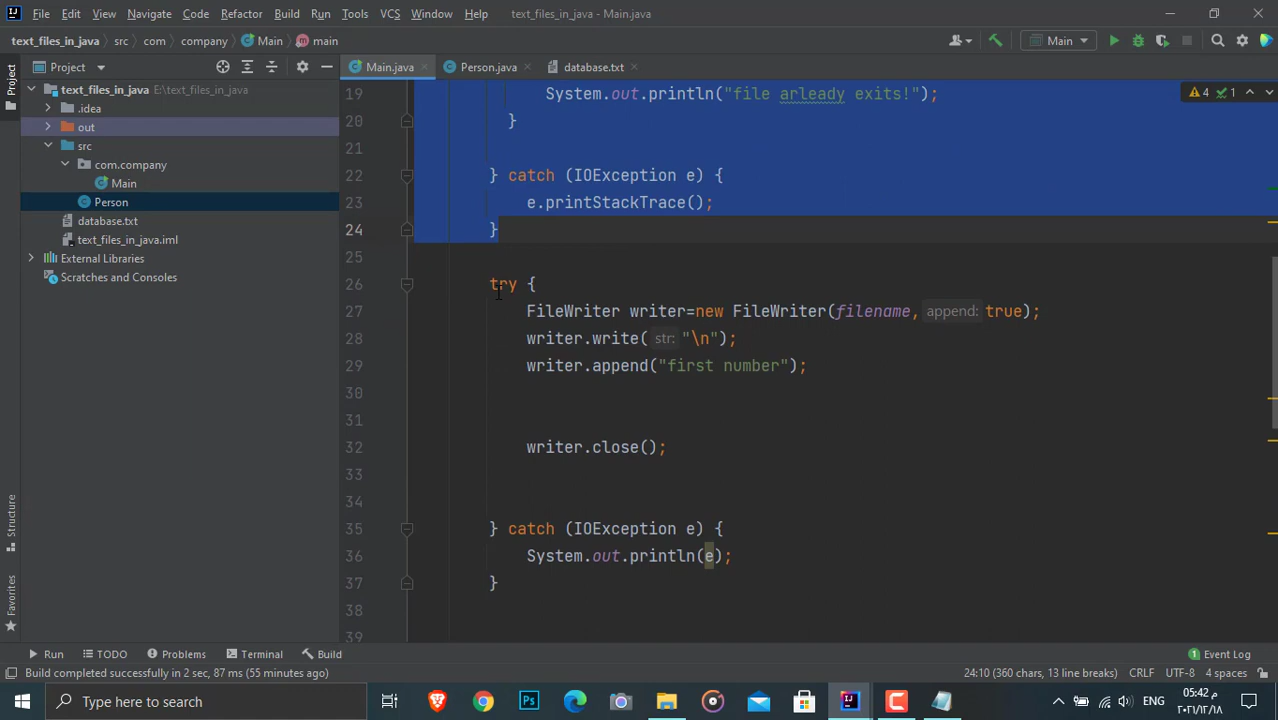 File Edit View Navigate Code Refactor Build Run Tools VCS Window Help text_files_in_java - Main.java
text_files_in_java src com company Main main Main
Project
Main.java Person.java database.txt
text_files_in_java E:\text_files_in_java
.idea
out
src
com.company
Main
Person
database.txt
text_files_in_java.iml
External Libraries
Scratches and Consoles
Project
Structure
Favorites
4 1
19 System.out.println("file arleady exits!");
20 }
21
22 } catch (IOException e) {
23 e.printStackTrace();
24 }
25
26 try {
27 FileWriter writer=new FileWriter(filename, append: true);
28 writer.write( str: "\n");
29 writer.append("first number");
30
31
32 writer.close();
33
34
35 } catch (IOException e) {
36 System.out.println(e);
37 }
38
39
Run TODO Problems Terminal Build Event Log
Build completed successfully in 2 sec, 87 ms (55 minutes ago) 24:10 (360 chars, 13 line breaks) CRLF UTF-8 4 spaces
Type here to search
ENG
05:42 م